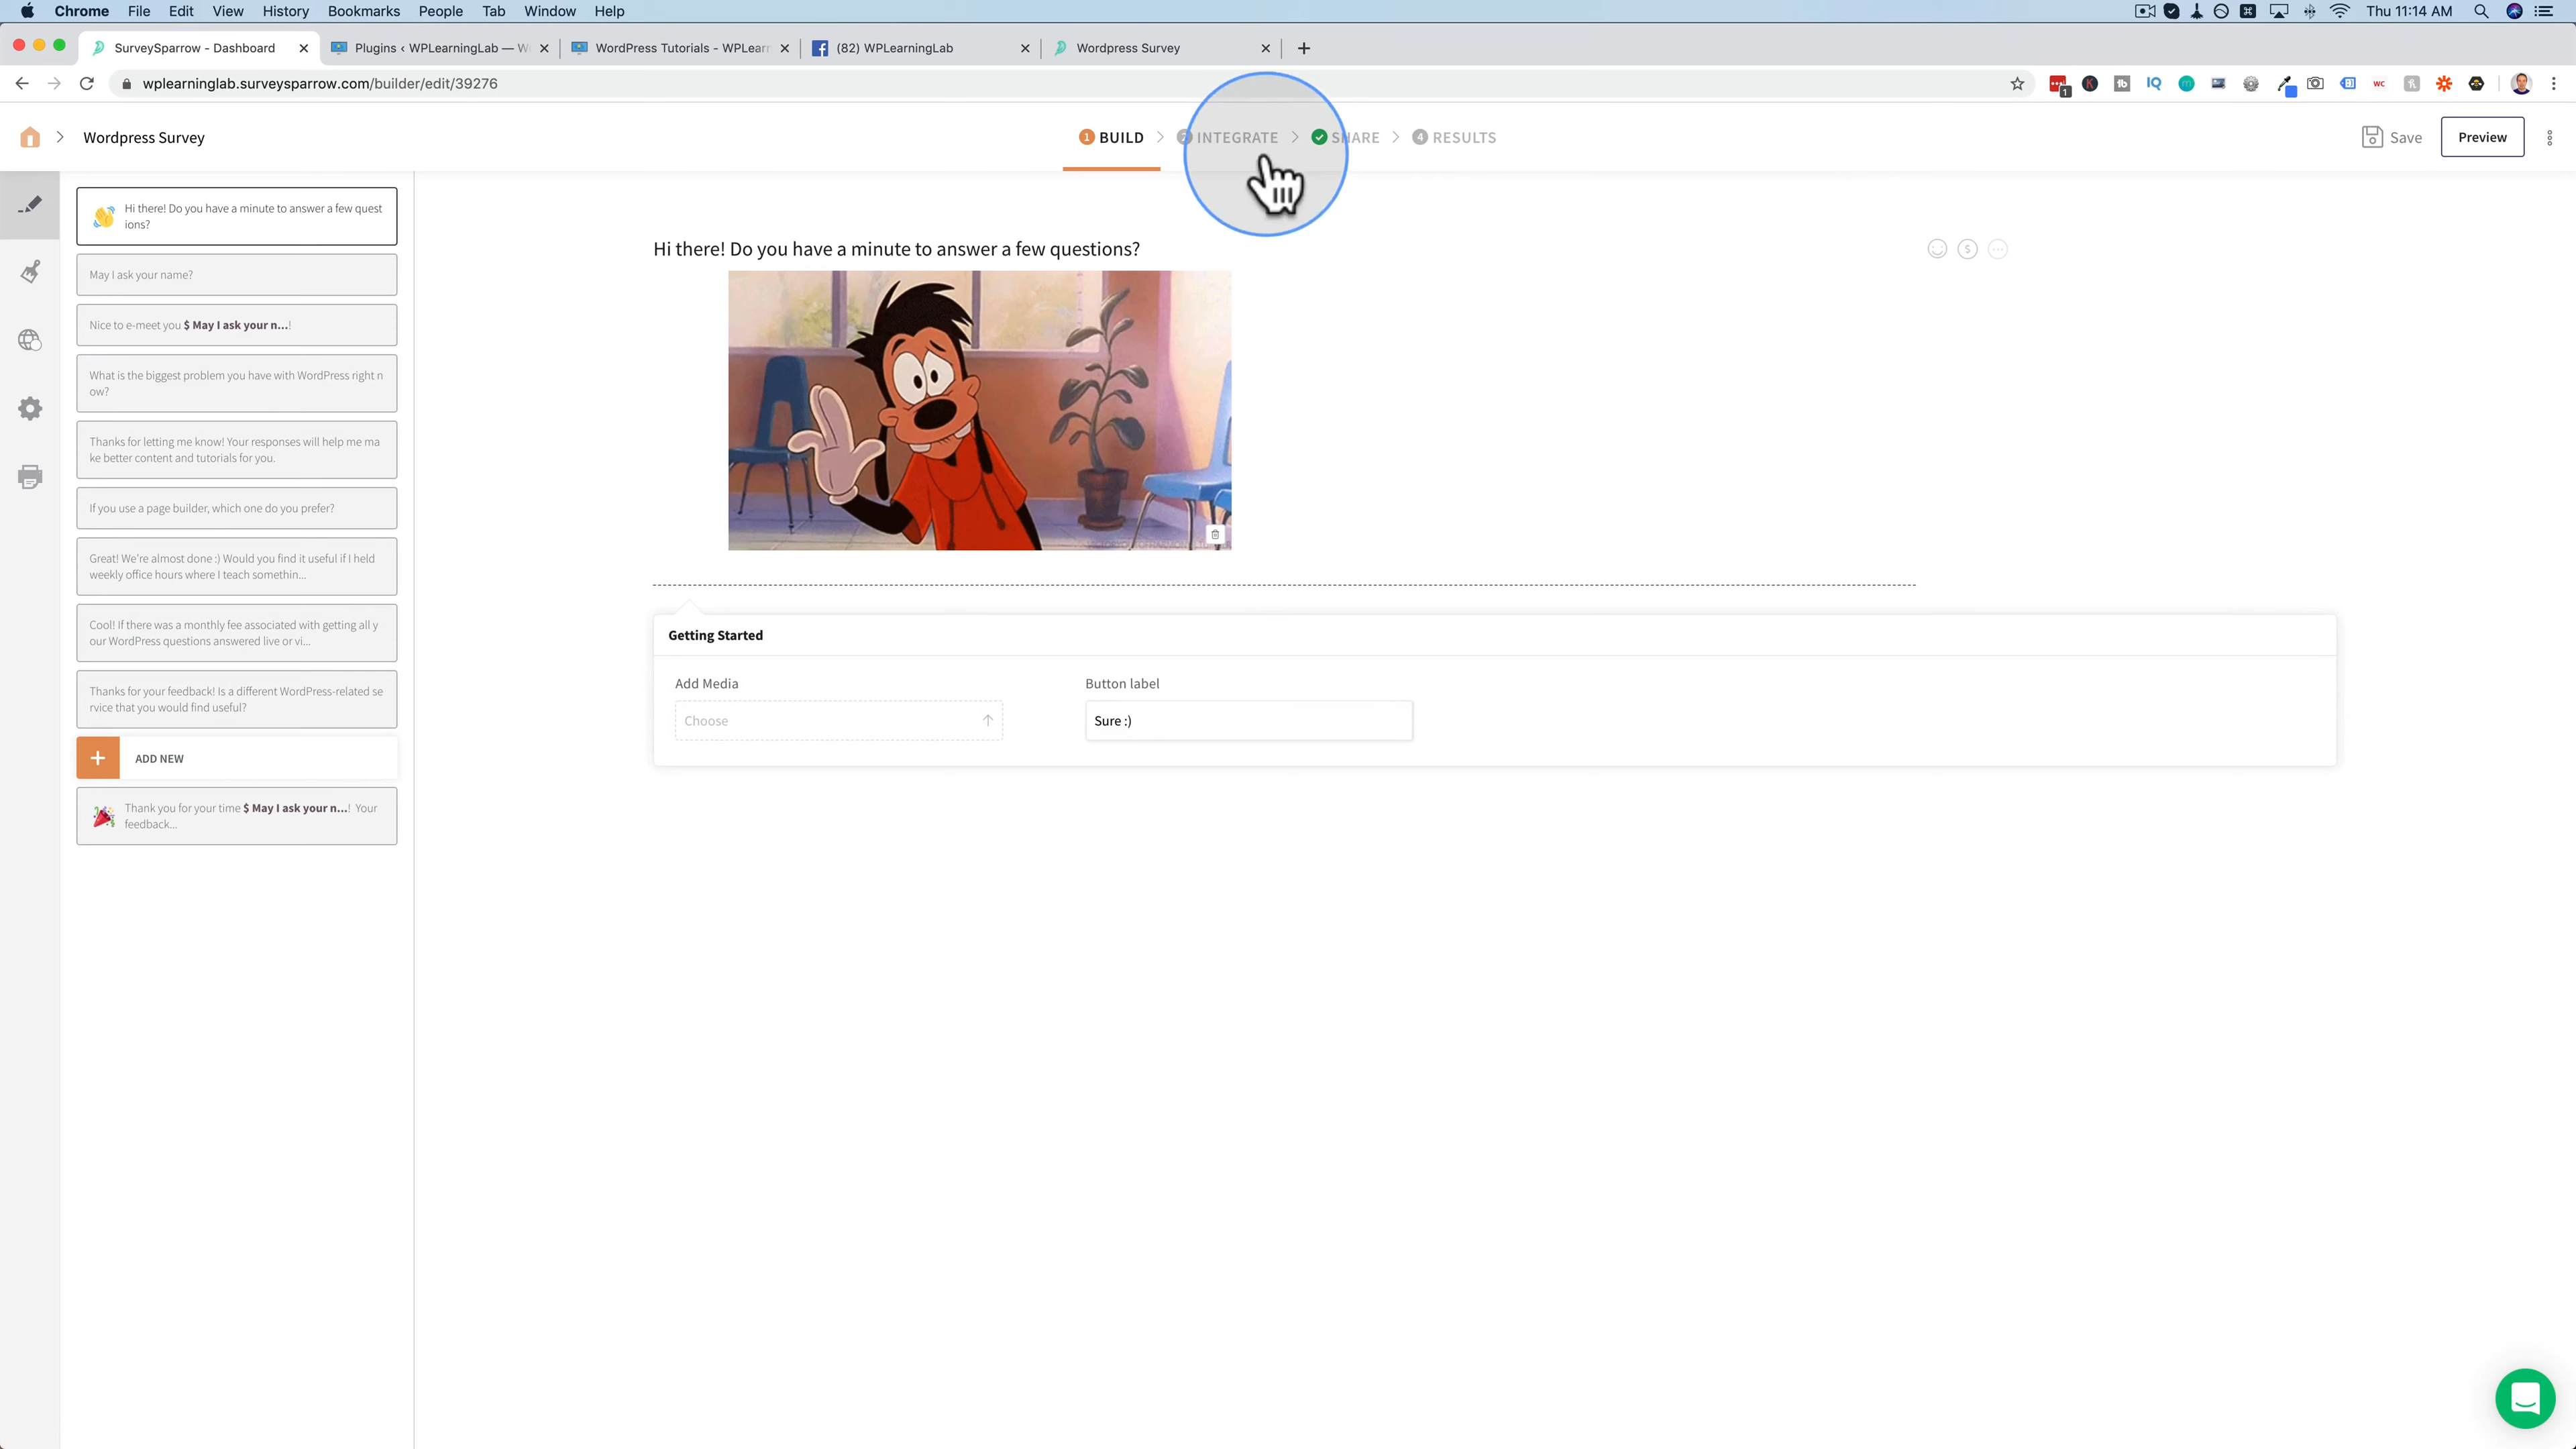 Chrome File Edit View History Bookmarks People Tab Window Help Thu 11:14 AM
SurveySparrow - Dashboard
Plugins ‹ WPLearningLab — W
WordPress Tutorials - WPLearn
(82) WPLearningLab
Wordpress Survey
wplearninglab.surveysparrow.com/builder/edit/39276
Wordpress Survey
1 BUILD
INTEGRATE
SHARE
4 RESULTS
Save
Preview
Hi there! Do you have a minute to answer a few quest
ions?
May I ask your name?
Nice to e-meet you $ May I ask your n...!
What is the biggest problem you have with WordPress right n
ow?
Thanks for letting me know! Your responses will help me ma
ke better content and tutorials for you.
If you use a page builder, which one do you prefer?
Great! We're almost done :) Would you find it useful if I held
weekly office hours where I teach somethin...
Cool! If there was a monthly fee associated with getting all y
our WordPress questions answered live or vi...
Thanks for your feedback! Is a different WordPress-related se
rvice that you would find useful?
ADD NEW
Thank you for your time $ May I ask your n...! Your
feedback...
Hi there! Do you have a minute to answer a few questions?
Getting Started
Add Media
Choose
Button label
Sure :)